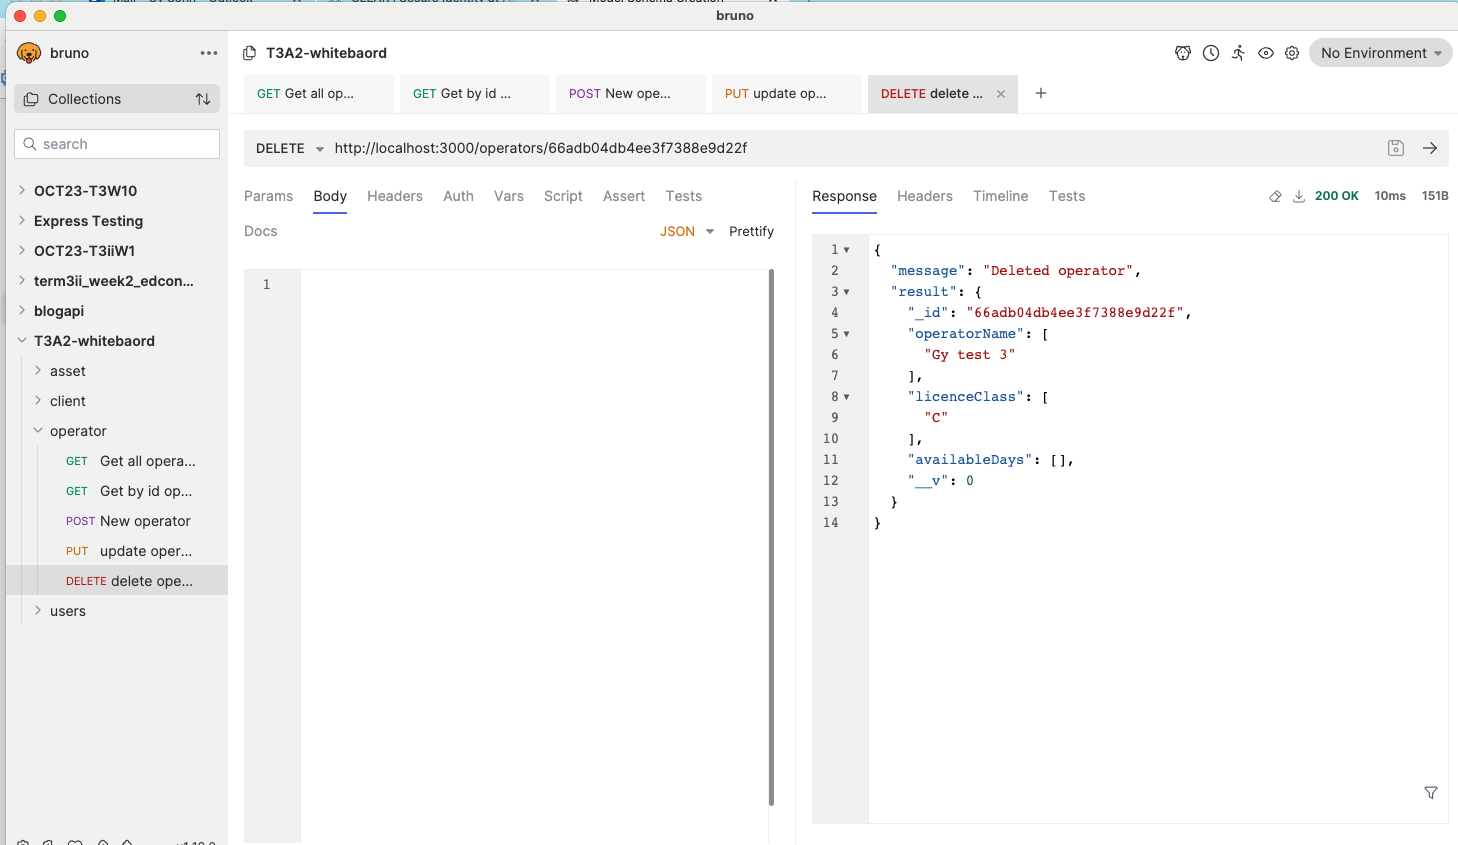 bruno
bruno
T3A2-whitebaord
No Environment
Collections
GET Get all op...
GET Get by id ...
POST New ope...
PUT update op...
DELETE delete ...
search
DELETE http://localhost:3000/operators/66adb04db4ee3f7388e9d22f
OCT23-T3W10
Express Testing
OCT23-T3iiW1
term3ii_week2_edcon...
blogapi
T3A2-whitebaord
asset
client
operator
GET Get all opera...
GET Get by id op...
POST New operator
PUT update oper...
DELETE delete ope...
users
Params Body Headers Auth Vars Script Assert Tests
Docs
JSON Prettify
1
Response Headers Timeline Tests
200 OK 10ms 151B
1 {
2 "message": "Deleted operator",
3 "result": {
4 "_id": "66adb04db4ee3f7388e9d22f",
5 "operatorName": [
6 "Gy test 3"
7 ],
8 "licenceClass": [
9 "C"
10 ],
11 "availableDays": [],
12 "__v": 0
13 }
14 }